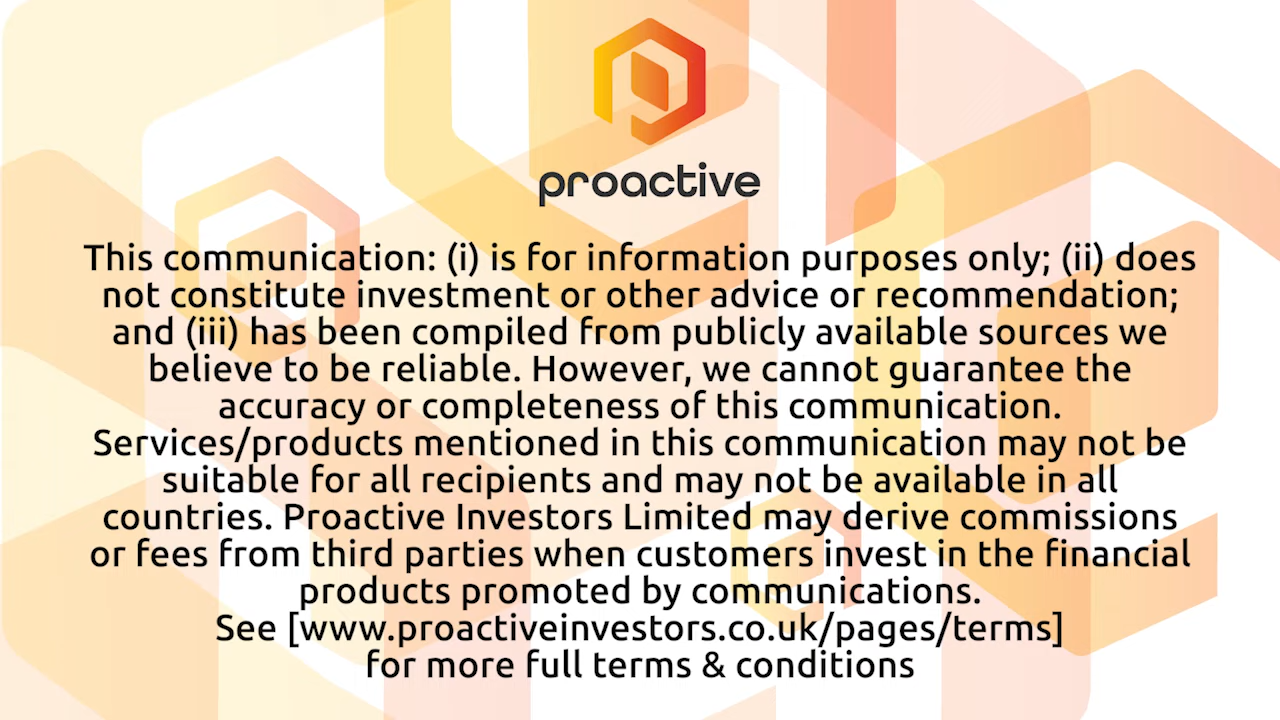 proactive
This communication: (i) is for information purposes only; (ii) does
not constitute investment or other advice or recommendation;
and (iii) has been compiled from publicly available sources we
believe to be reliable. However, we cannot guarantee the
accuracy or completeness of this communication.
Services/products mentioned in this communication may not be
suitable for all recipients and may not be available in all
countries. Proactive Investors Limited may derive commissions
or fees from third parties when customers invest in the financial
products promoted by communications.
See [www.proactiveinvestors.co.uk/pages/terms]
for more full terms & conditions